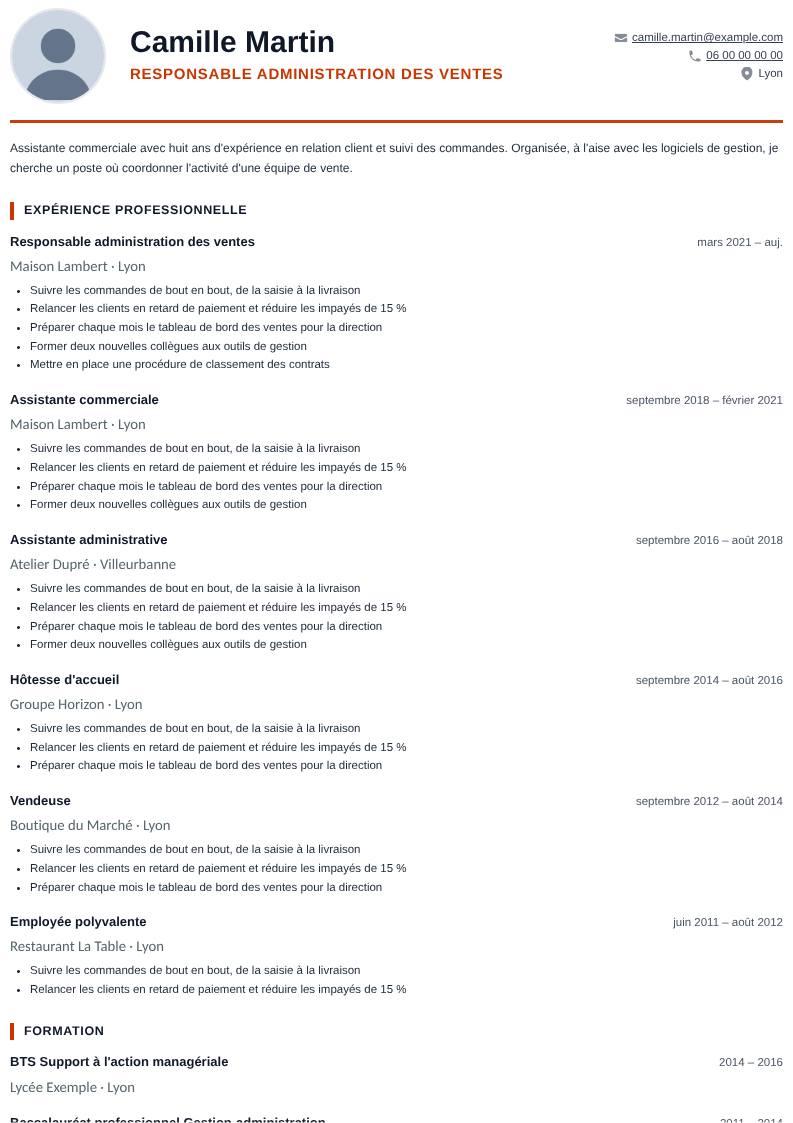 Camille Martin
RESPONSABLE ADMINISTRATION DES VENTES
camille.martin@example.com
06 00 00 00 00
Lyon
Assistante commerciale avec huit ans d'expérience en relation client et suivi des commandes. Organisée, à l'aise avec les logiciels de gestion, je
cherche un poste où coordonner l'activité d'une équipe de vente.
EXPÉRIENCE PROFESSIONNELLE
Responsable administration des ventes mars 2021 – auj.
Maison Lambert · Lyon
• Suivre les commandes de bout en bout, de la saisie à la livraison
• Relancer les clients en retard de paiement et réduire les impayés de 15 %
• Préparer chaque mois le tableau de bord des ventes pour la direction
• Former deux nouvelles collègues aux outils de gestion
• Mettre en place une procédure de classement des contrats
Assistante commerciale septembre 2018 – février 2021
Maison Lambert · Lyon
• Suivre les commandes de bout en bout, de la saisie à la livraison
• Relancer les clients en retard de paiement et réduire les impayés de 15 %
• Préparer chaque mois le tableau de bord des ventes pour la direction
• Former deux nouvelles collègues aux outils de gestion
Assistante administrative septembre 2016 – août 2018
Atelier Dupré · Villeurbanne
• Suivre les commandes de bout en bout, de la saisie à la livraison
• Relancer les clients en retard de paiement et réduire les impayés de 15 %
• Préparer chaque mois le tableau de bord des ventes pour la direction
• Former deux nouvelles collègues aux outils de gestion
Hôtesse d'accueil septembre 2014 – août 2016
Groupe Horizon · Lyon
• Suivre les commandes de bout en bout, de la saisie à la livraison
• Relancer les clients en retard de paiement et réduire les impayés de 15 %
• Préparer chaque mois le tableau de bord des ventes pour la direction
Vendeuse septembre 2012 – août 2014
Boutique du Marché · Lyon
• Suivre les commandes de bout en bout, de la saisie à la livraison
• Relancer les clients en retard de paiement et réduire les impayés de 15 %
• Préparer chaque mois le tableau de bord des ventes pour la direction
Employée polyvalente juin 2011 – août 2012
Restaurant La Table · Lyon
• Suivre les commandes de bout en bout, de la saisie à la livraison
• Relancer les clients en retard de paiement et réduire les impayés de 15 %
FORMATION
BTS Support à l'action managériale 2014 – 2016
Lycée Exemple · Lyon
Baccalauréat professionnel Gestion-administration 2011 – 2014